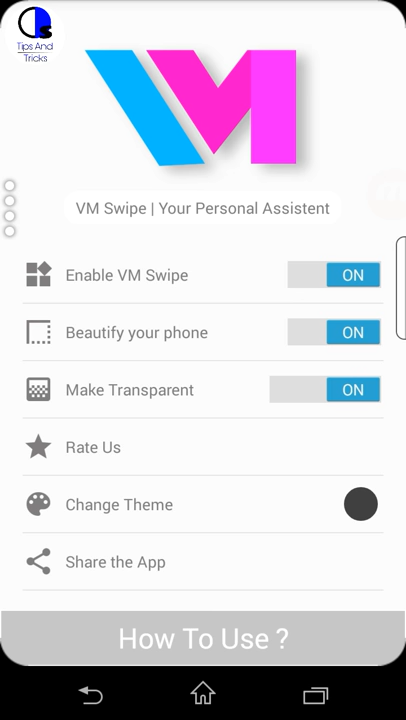 Tips And
Tricks
VM
VM Swipe | Your Personal Assistent
Enable VM Swipe
ON
Beautify your phone
ON
Make Transparent
ON
Rate Us
Change Theme
Share the App
How To Use ?